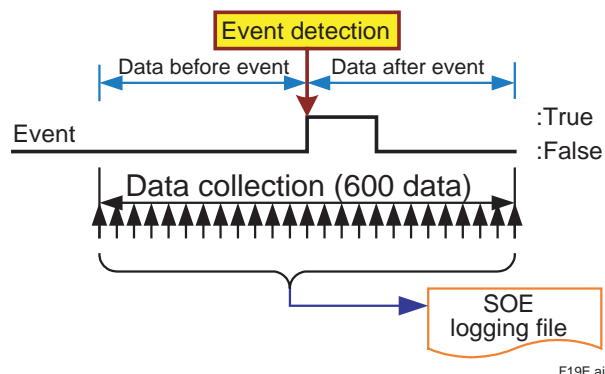 Event detection
Data before event
Data after event
:True
Event
:False
Data collection (600 data)
SOE
logging file
F19E.ai